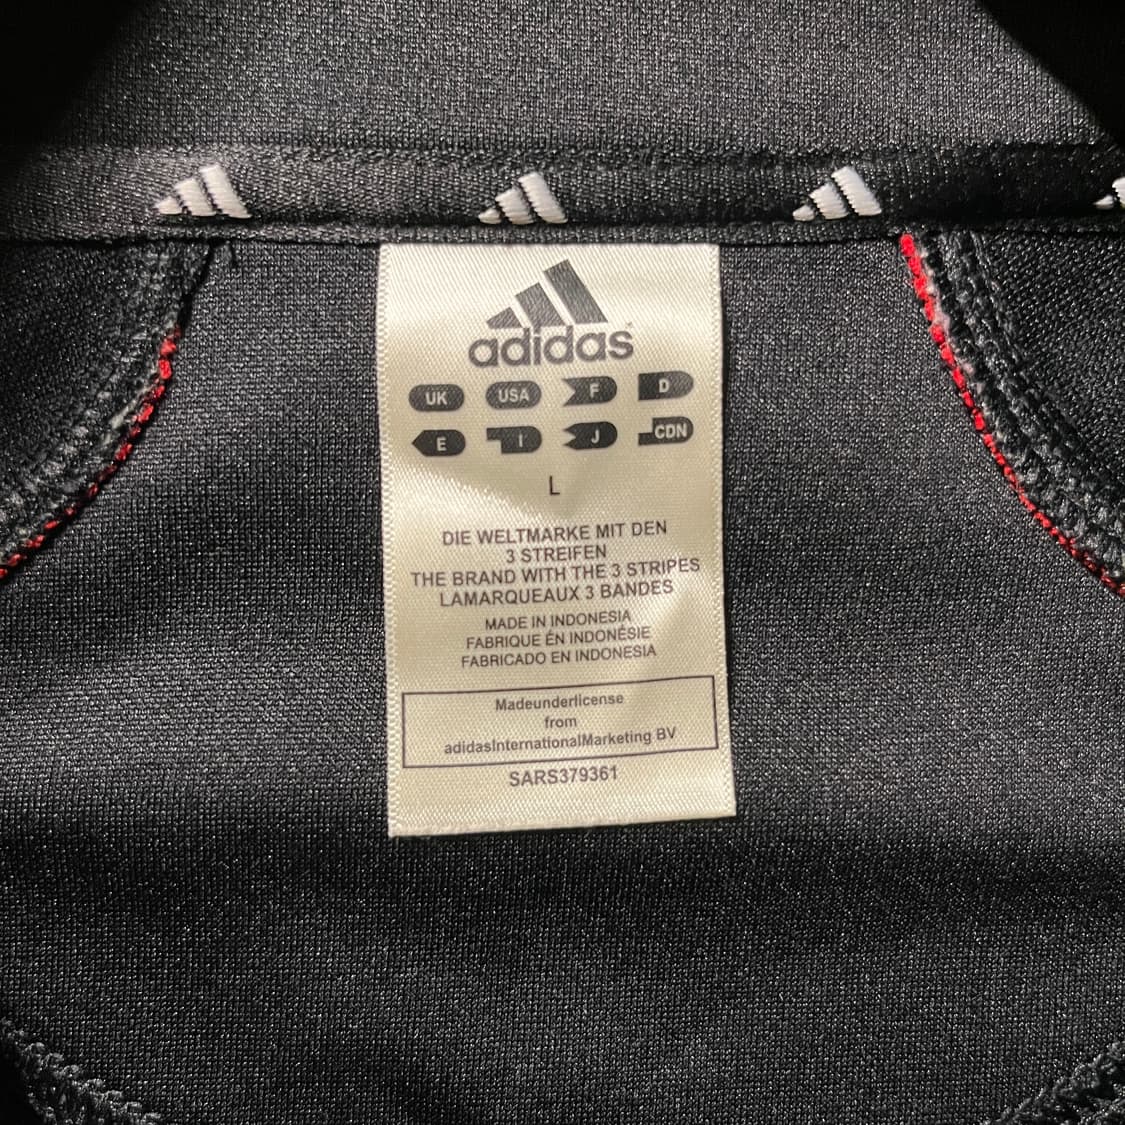 adidas
UK USA F D
E I J CDN
L
DIE WELTMARKE MIT DEN
3 STREIFEN
THE BRAND WITH THE 3 STRIPES
LAMARQUEAUX 3 BANDES
MADE IN INDONESIA
FABRIQUE ÉN INDONÉSIE
FABRICADO EN INDONESIA
Madeunderlicense
from
adidasInternationalMarketing BV
SARS379361